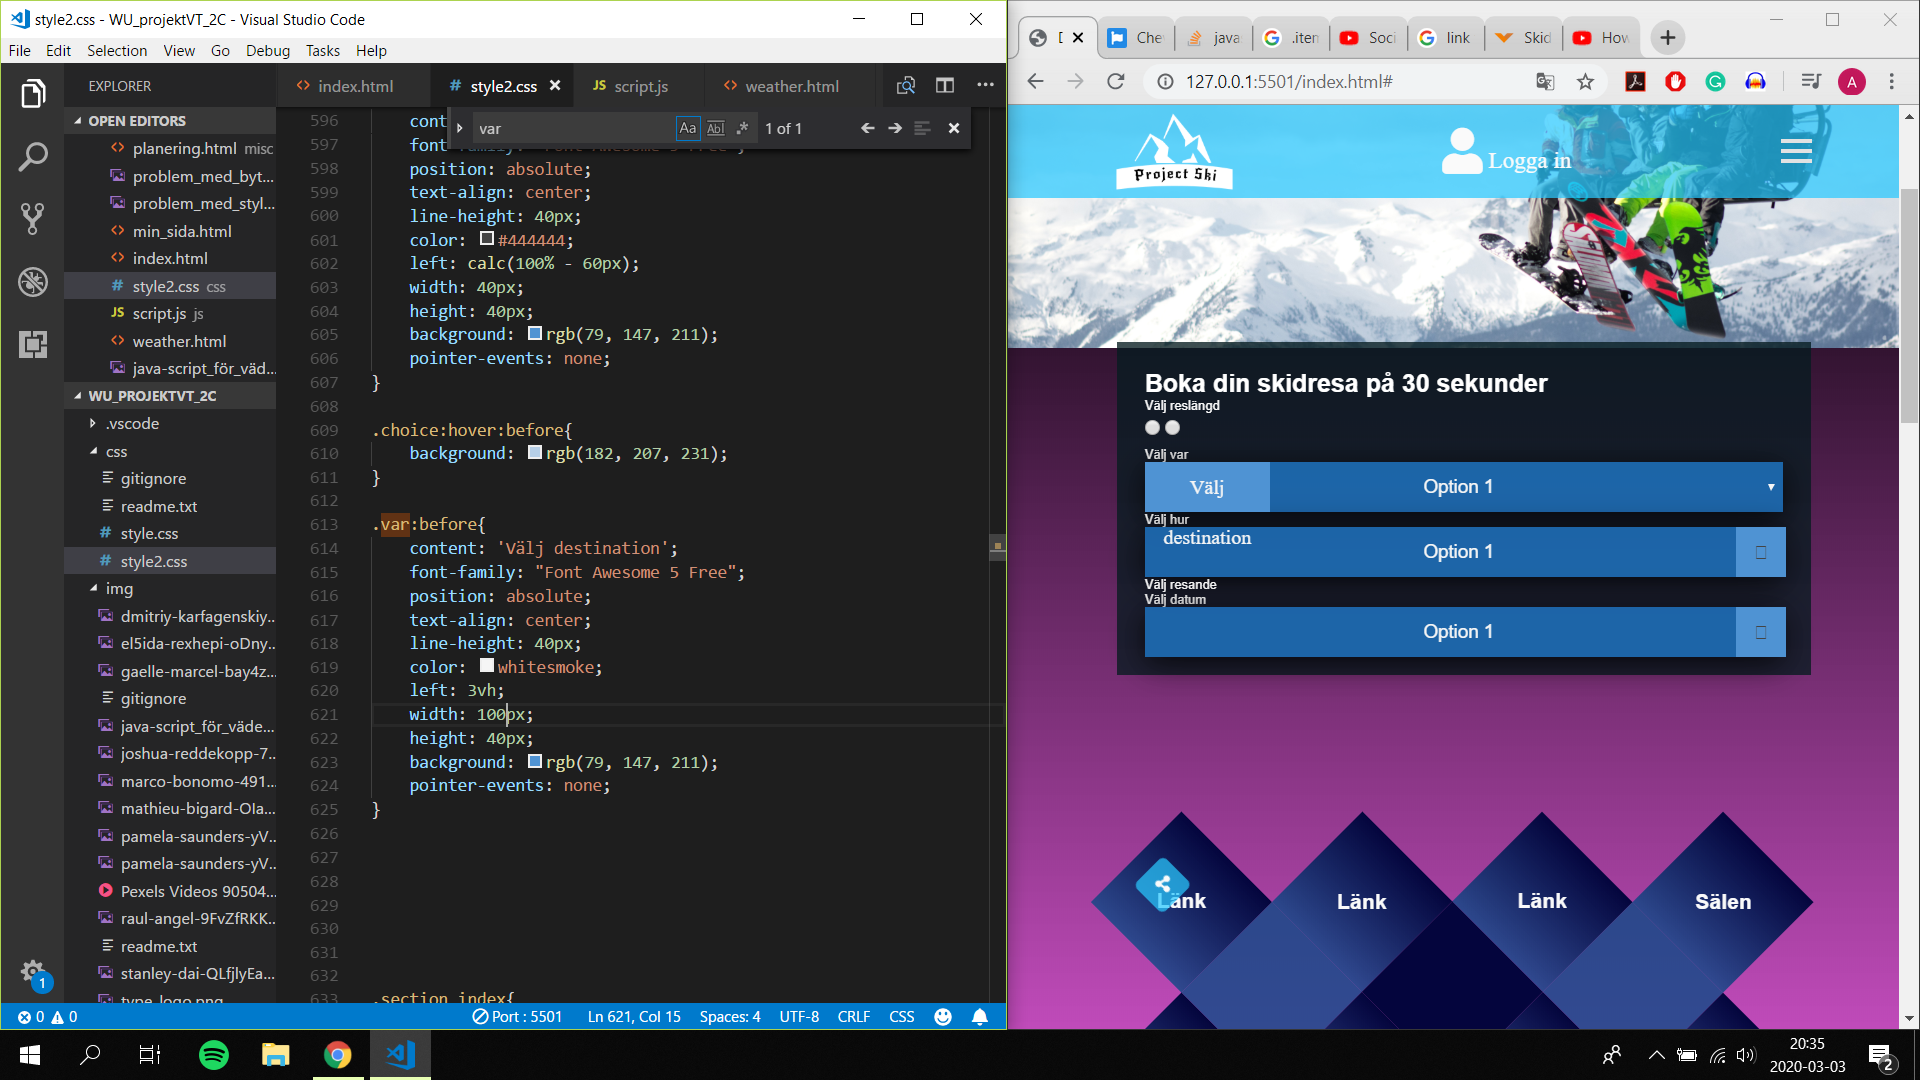 style2.css - WU_projektVT_2C - Visual Studio Code
File Edit Selection View Go Debug Tasks Help
EXPLORER
OPEN EDITORS
planering.html misc
problem_med_byt...
problem_med_styl...
min_sida.html
index.html
style2.css css
script.js js
weather.html
java-script_för_väd...
WU_PROJEKTVT_2C
.vscode
css
gitignore
readme.txt
style.css
style2.css
img
dmitriy-karfagenskiy...
el5ida-rexhepi-oDny...
gaelle-marcel-bay4z...
gitignore
java-script_för_väde...
joshua-reddekopp-7...
marco-bonomo-491...
mathieu-bigard-OIa...
pamela-saunders-yV...
pamela-saunders-yV...
Pexels Videos 90504...
raul-angel-9FvZfRKK...
readme.txt
stanley-dai-QLfjlyEa...
type_logo.png
index.html style2.css JS script.js weather.html
var Aa Abl .* 1 of 1
596 cont
597 font-family: "Font Awesome 5 Free";
598 position: absolute;
599 text-align: center;
600 line-height: 40px;
601 color: #444444;
602 left: calc(100% - 60px);
603 width: 40px;
604 height: 40px;
605 background: rgb(79, 147, 211);
606 pointer-events: none;
607 }
608
609 .choice:hover:before{
610 background: rgb(182, 207, 231);
611 }
612
613 .var:before{
614 content: 'Välj destination';
615 font-family: "Font Awesome 5 Free";
616 position: absolute;
617 text-align: center;
618 line-height: 40px;
619 color: whitesmoke;
620 left: 3vh;
621 width: 100px;
622 height: 40px;
623 background: rgb(79, 147, 211);
624 pointer-events: none;
625 }
626
627
628
629
630
631
632
633 .section_index{
1
0 0 Port : 5501 Ln 621, Col 15 Spaces: 4 UTF-8 CRLF CSS
D Che java .iten Soci link Skid How
127.0.0.1:5501/index.html#
A
Project Ski
Logga in
Boka din skidresa på 30 sekunder
Välj reslängd
Välj var
Välj Option 1
Välj hur
destination Option 1
Välj resande
Välj datum
Option 1
Länk Länk Länk Sälen
20:35
2020-03-03
2